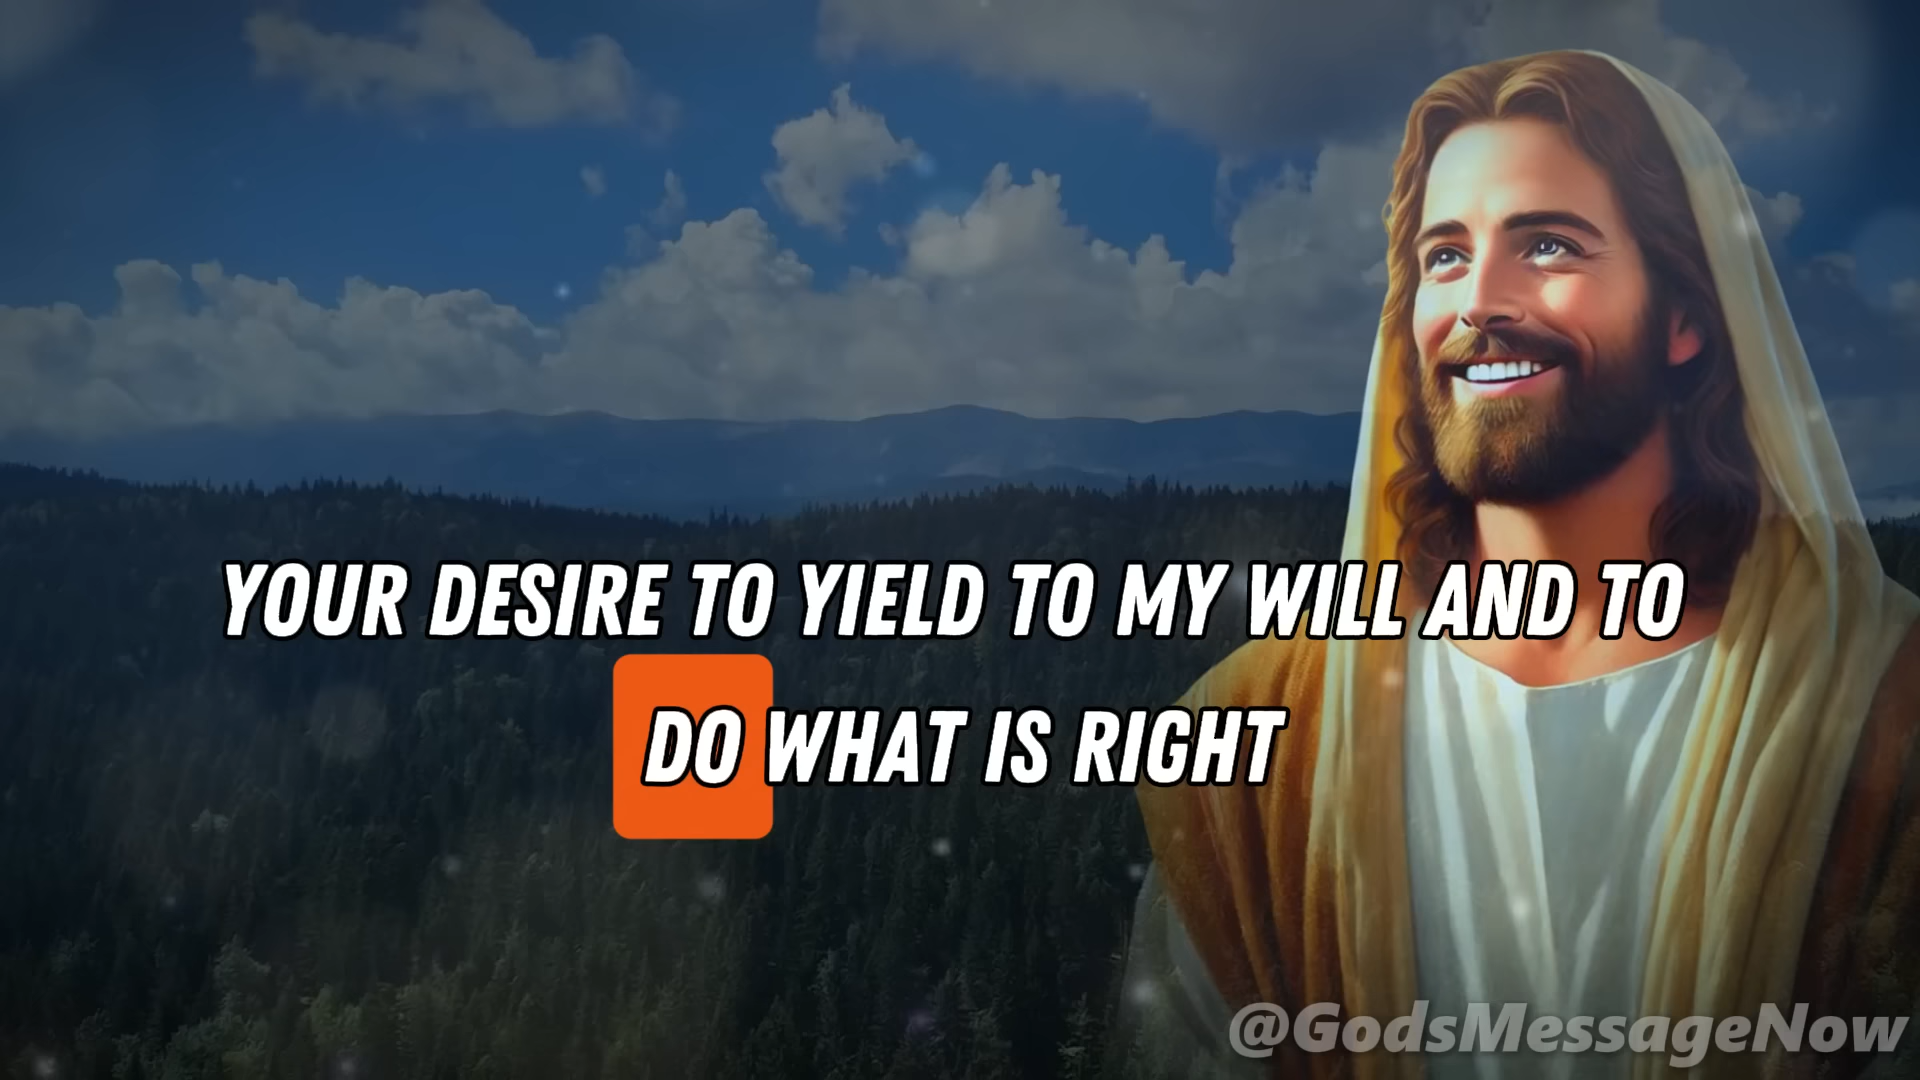 YOUR DESIRE TO YIELD TO MY WILL AND TO
DO WHAT IS RIGHT
@GodsMessageNow